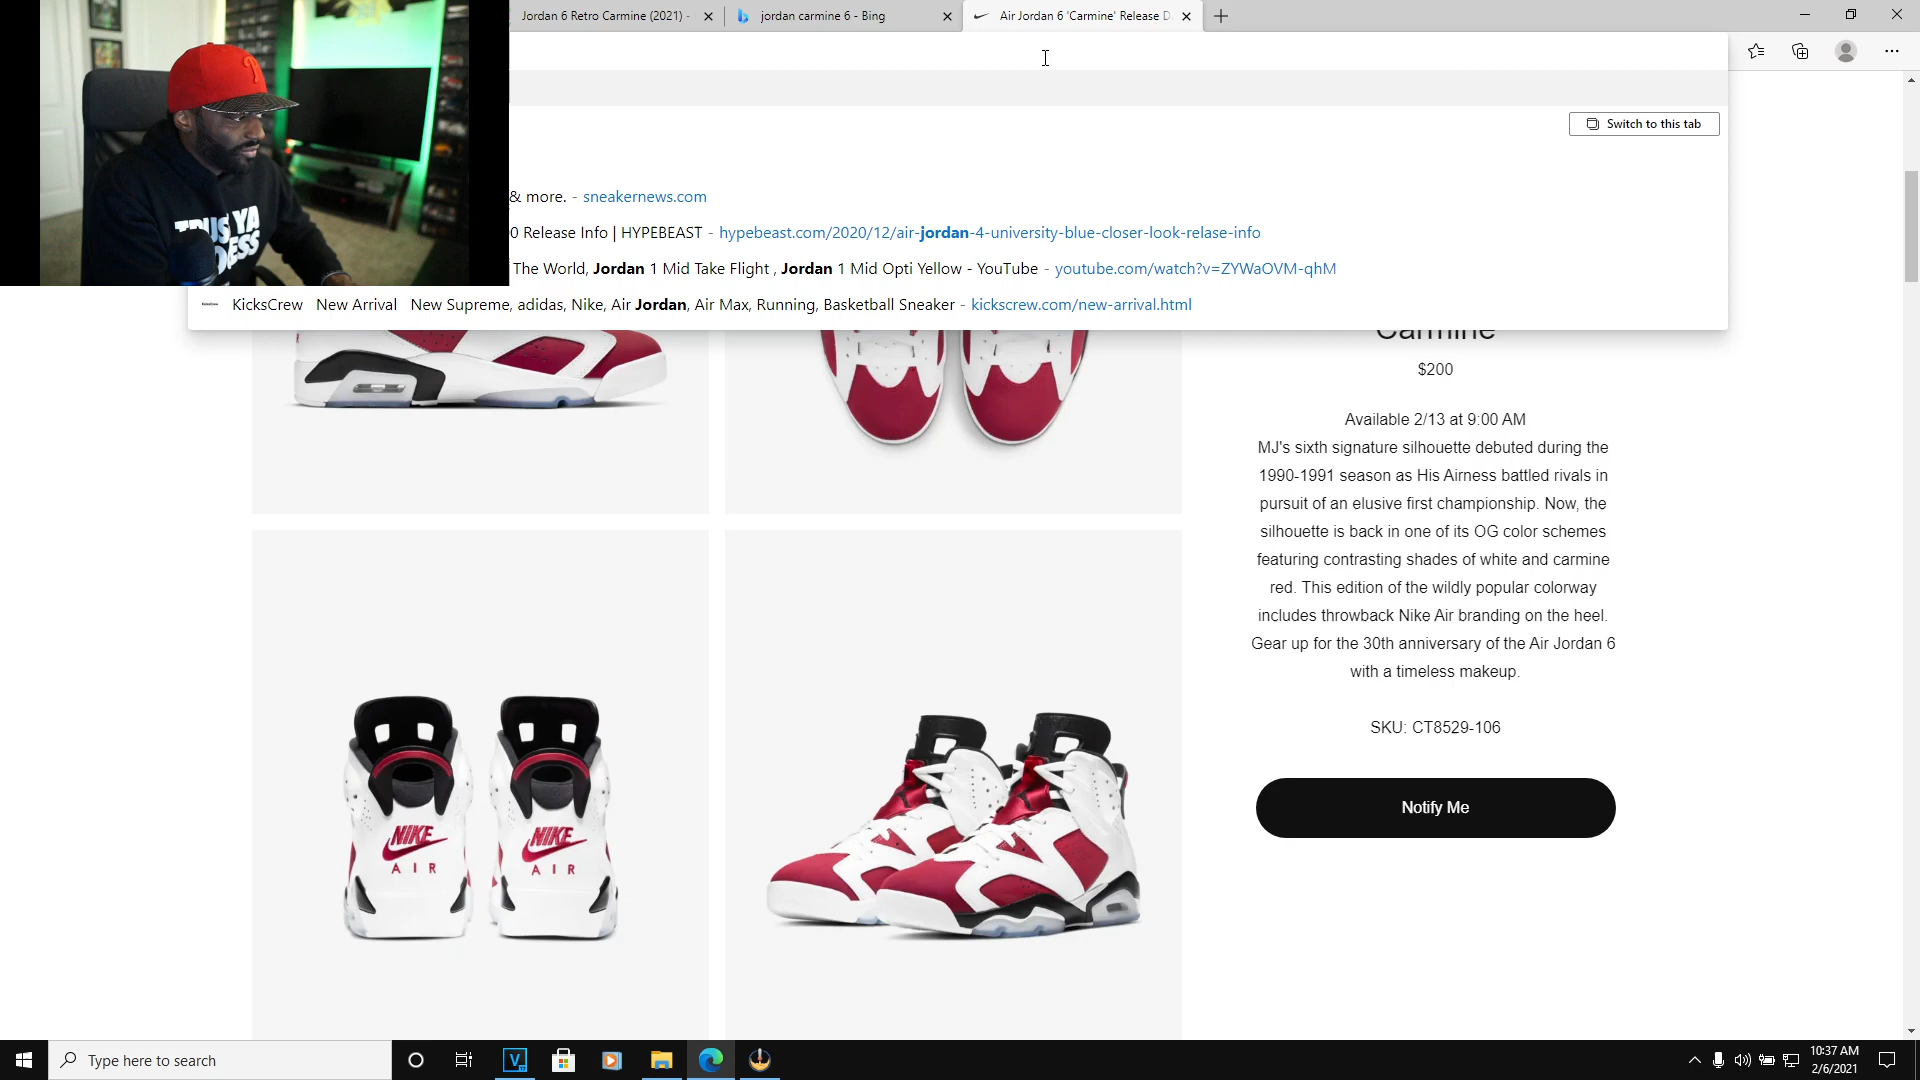 Jordan 6 Retro Carmine (2021) -
jordan carmine 6 - Bing
Air Jordan 6 'Carmine' Release D
Switch to this tab
& more. - sneakernews.com
0 Release Info | HYPEBEAST - hypebeast.com/2020/12/air-jordan-4-university-blue-closer-look-relase-info
The World, Jordan 1 Mid Take Flight , Jordan 1 Mid Opti Yellow - YouTube - youtube.com/watch?v=ZYWaOVM-qhM
KicksCrew New Arrival New Supreme, adidas, Nike, Air Jordan, Air Max, Running, Basketball Sneaker - kickscrew.com/new-arrival.html
TRUST YA
Carmine
$200
Available 2/13 at 9:00 AM
MJ's sixth signature silhouette debuted during the
1990-1991 season as His Airness battled rivals in
pursuit of an elusive first championship. Now, the
silhouette is back in one of its OG color schemes
featuring contrasting shades of white and carmine
red. This edition of the wildly popular colorway
includes throwback Nike Air branding on the heel.
Gear up for the 30th anniversary of the Air Jordan 6
with a timeless makeup.
SKU: CT8529-106
Notify Me
NIKE
AIR
NIKE
AIR
Type here to search
10:37 AM
2/6/2021